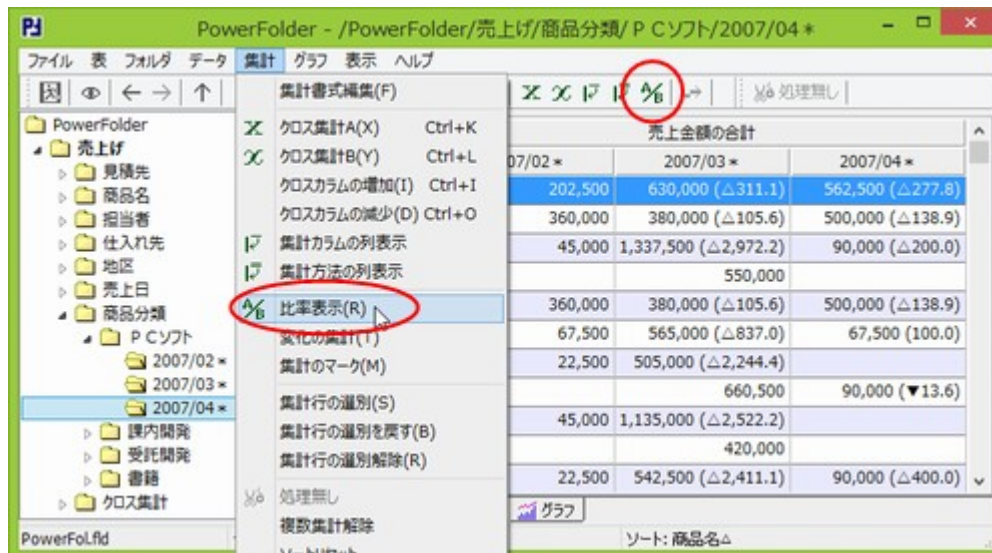 PowerFolder - /PowerFolder/売上げ/商品分類/ＰＣソフト/2007/04*
ファイル 表 フォルダ データ 集計 グラフ 表示 ヘルプ
処理無し
PowerFolder
売上げ
見積先
商品名
担当者
仕入れ先
地区
売上日
商品分類
ＰＣソフト
2007/02*
2007/03*
2007/04*
課内開発
受託開発
書籍
クロス集計
集計書式編集(F)
クロス集計A(X) Ctrl+K
クロス集計B(Y) Ctrl+L
クロスカラムの増加(I) Ctrl+I
クロスカラムの減少(D) Ctrl+O
集計カラムの列表示
集計方法の列表示
A/B 比率表示(R)
変化の集計(T)
集計のマーク(M)
集計行の選別(S)
集計行の選別を戻す(B)
集計行の選別解除(R)
処理無し
複数集計解除
ソートリセット
A/B
売上金額の合計
07/02* 2007/03* 2007/04*
202,500 630,000 (△311.1) 562,500 (△277.8)
360,000 380,000 (△105.6) 500,000 (△138.9)
45,000 1,337,500 (△2,972.2) 90,000 (△200.0)
550,000
360,000 380,000 (△105.6) 500,000 (△138.9)
67,500 565,000 (△837.0) 67,500 (100.0)
22,500 505,000 (△2,244.4)
660,500 90,000 (▼13.6)
45,000 1,135,000 (△2,522.2)
420,000
22,500 542,500 (△2,411.1) 90,000 (△400.0)
グラフ
PowerFol.fld
ソート: 商品名△